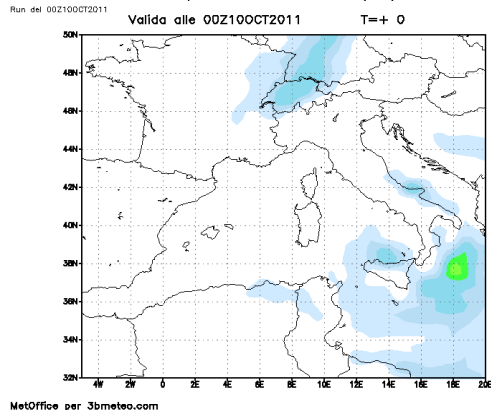 Run del 00Z10OCT2011
Valida alle 00Z10OCT2011 T=+ 0
50N
48N
46N
44N
42N
40N
38N
36N
34N
32N
4W 2W 0 2E 4E 6E 8E 10E 12E 14E 16E 18E 20E
MetOffice per 3bmeteo.com